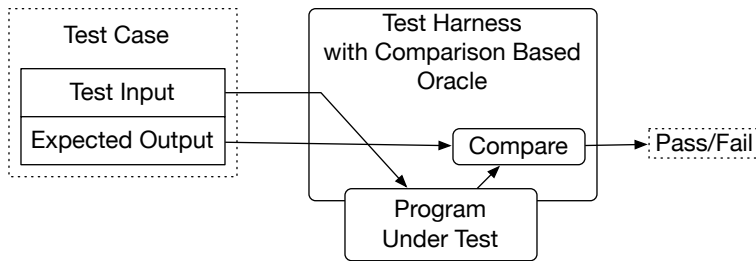 Test Case
Test Input
Expected Output
Test Harness
with Comparison Based
Oracle
Compare
Program
Under Test
Pass/Fail